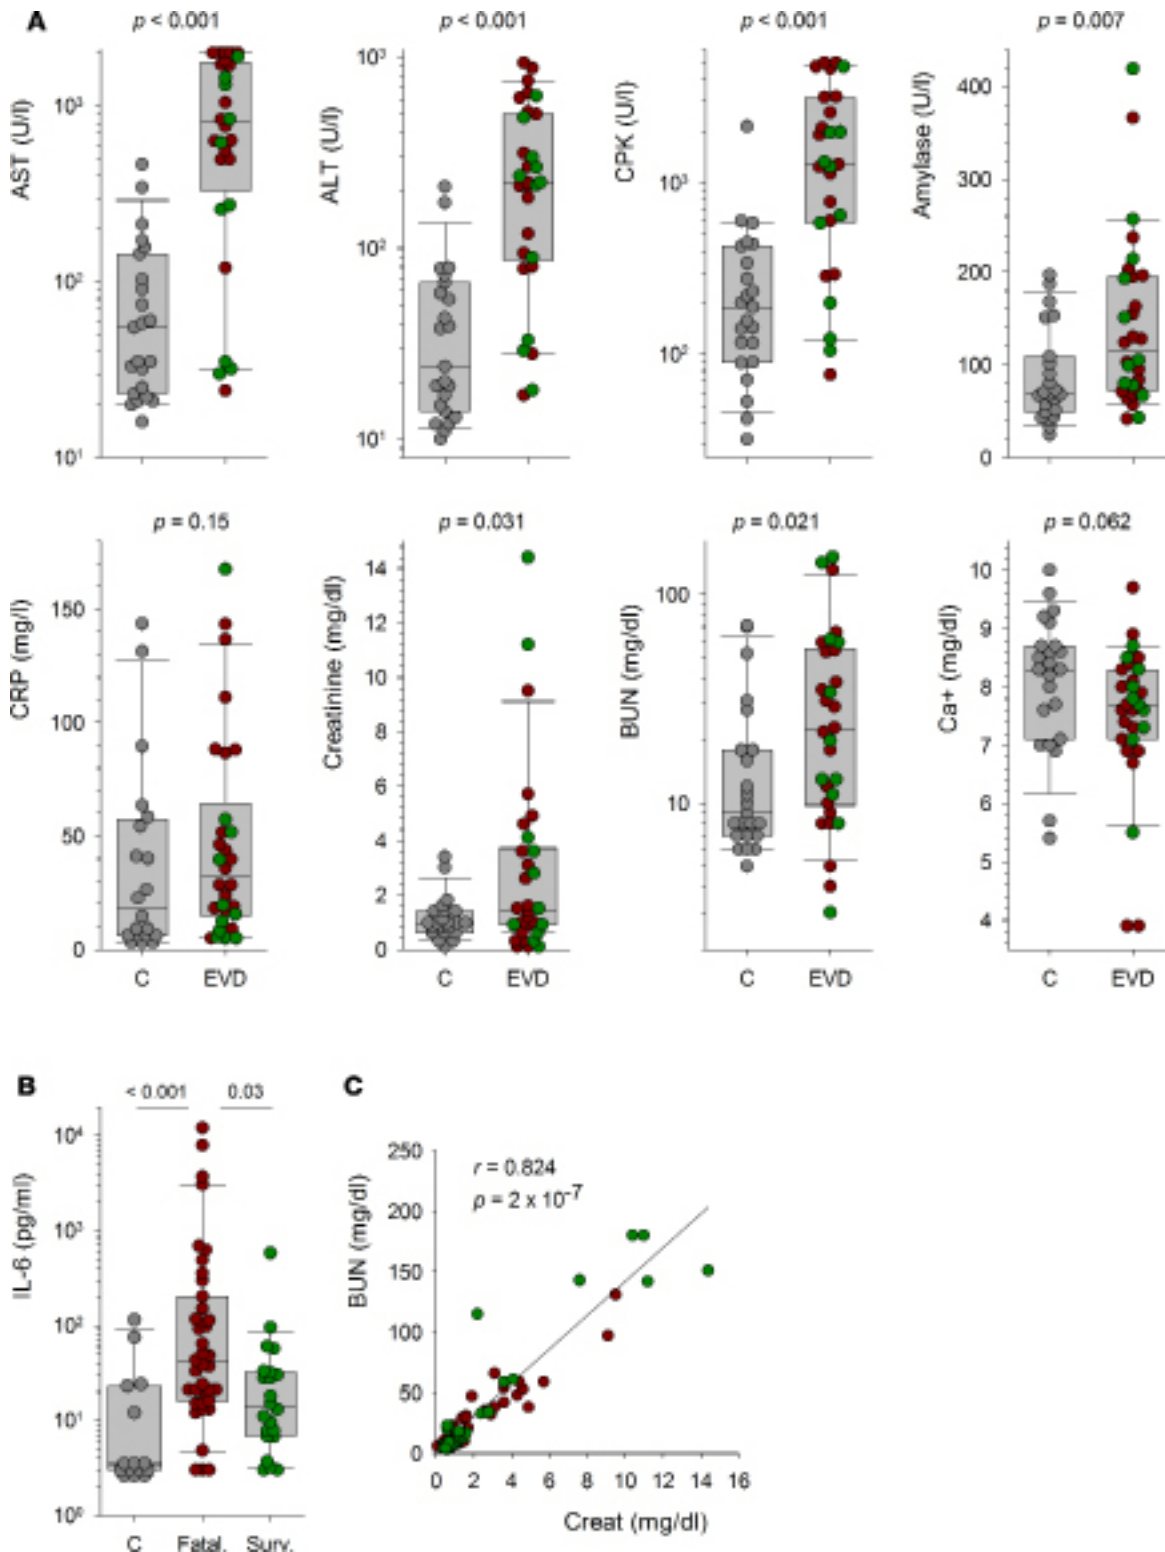 A
p < 0.001
p < 0.001
p < 0.001
p = 0.007
AST (U/l)
10³
10²
10¹
ALT (U/l)
10³
10²
10¹
CPK (U/l)
10³
10²
Amylase (U/l)
400
300
200
100
0
p = 0.15
p = 0.031
p = 0.021
p = 0.062
CRP (mg/l)
150
100
50
0
C EVD
Creatinine (mg/dl)
14
12
10
8
6
4
2
0
C EVD
BUN (mg/dl)
100
10
C EVD
Ca+ (mg/dl)
10
9
8
7
6
5
4
C EVD
B
< 0.001 0.03
IL-6 (pg/ml)
10⁴
10³
10²
10¹
10⁰
C Fatal. Surv.
C
r = 0.824
p = 2 x 10⁻⁷
BUN (mg/dl)
250
200
150
100
50
0
0 2 4 6 8 10 12 14 16
Creat (mg/dl)